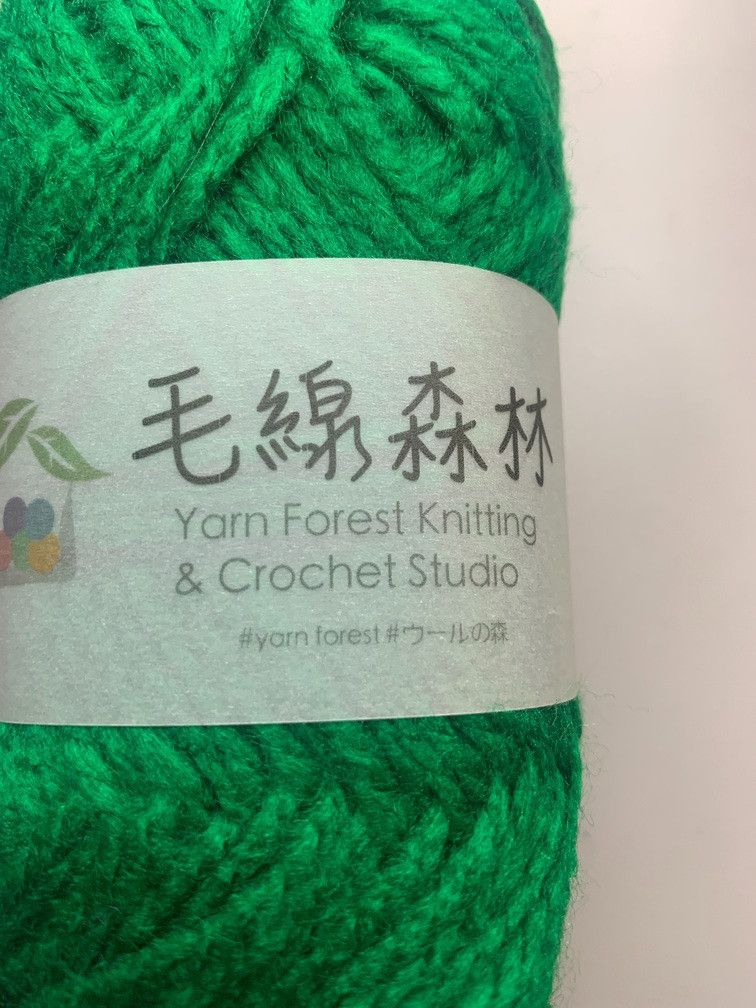 毛線森林
Yarn Forest Knitting
& Crochet Studio
#yarn forest #ウールの森